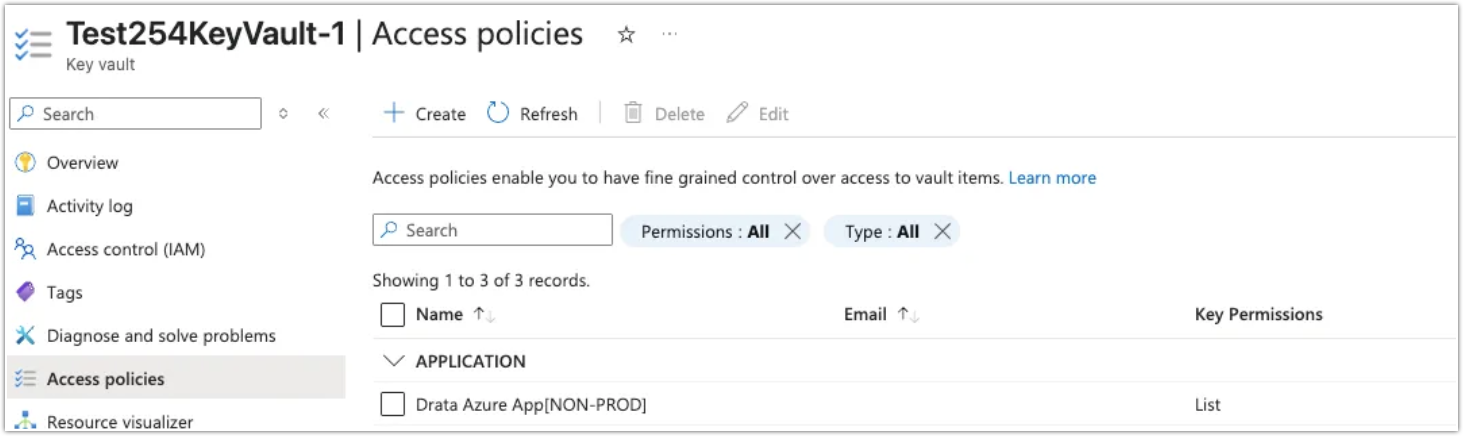 Test254KeyVault-1 | Access policies
Key vault
Search
Overview
Activity log
Access control (IAM)
Tags
Diagnose and solve problems
Access policies
Resource visualizer
Create Refresh Delete Edit
Access policies enable you to have fine grained control over access to vault items. Learn more
Search Permissions : All Type : All
Showing 1 to 3 of 3 records.
Name Email Key Permissions
APPLICATION
Drata Azure App[NON-PROD] List